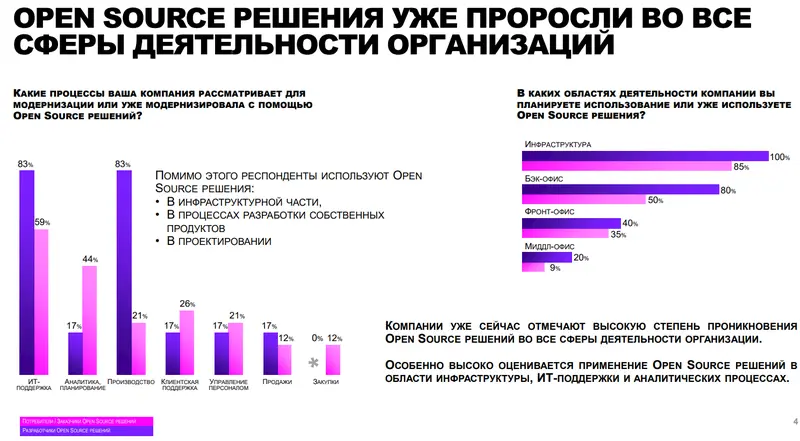 OPEN SOURCE РЕШЕНИЯ УЖЕ ПРОРОСЛИ ВО ВСЕ
СФЕРЫ ДЕЯТЕЛЬНОСТИ ОРГАНИЗАЦИЙ
КАКИЕ ПРОЦЕССЫ ВАША КОМПАНИЯ РАССМАТРИВАЕТ ДЛЯ
МОДЕРНИЗАЦИИ ИЛИ УЖЕ МОДЕРНИЗИРОВАЛА С ПОМОЩЬЮ
OPEN SOURCE РЕШЕНИЙ?
83%
59%
17%
44%
83%
21%
17%
26%
17%
21%
17%
12%
0%
*
12%
ИТ-
ПОДДЕРЖКА
АНАЛИТИКА,
ПЛАНИРОВАНИЕ
ПРОИЗВОДСТВО
КЛИЕНТСКАЯ
ПОДДЕРЖКА
УПРАВЛЕНИЕ
ПЕРСОНАЛОМ
ПРОДАЖИ
ЗАКУПКИ
ПОМИМО ЭТОГО РЕСПОНДЕНТЫ ИСПОЛЬЗУЮТ OPEN
SOURCE РЕШЕНИЯ:
• В ИНФРАСТРУКТУРНОЙ ЧАСТИ,
• В ПРОЦЕССАХ РАЗРАБОТКИ СОБСТВЕННЫХ
ПРОДУКТОВ
• В ПРОЕКТИРОВАНИИ
В КАКИХ ОБЛАСТЯХ ДЕЯТЕЛЬНОСТИ КОМПАНИИ ВЫ
ПЛАНИРУЕТЕ ИСПОЛЬЗОВАНИЕ ИЛИ УЖЕ ИСПОЛЬЗУЕТЕ
OPEN SOURCE РЕШЕНИЯ?
ИНФРАСТРУКТУРА
100%
85%
БЭК-ОФИС
80%
50%
ФРОНТ-ОФИС
40%
35%
МИДДЛ-ОФИС
20%
9%
КОМПАНИИ УЖЕ СЕЙЧАС ОТМЕЧАЮТ ВЫСОКУЮ СТЕПЕНЬ ПРОНИКНОВЕНИЯ
OPEN SOURCE РЕШЕНИЙ ВО ВСЕ СФЕРЫ ДЕЯТЕЛЬНОСТИ ОРГАНИЗАЦИИ.
ОСОБЕННО ВЫСОКО ОЦЕНИВАЕТСЯ ПРИМЕНЕНИЕ OPEN SOURCE РЕШЕНИЙ В
ОБЛАСТИ ИНФРАСТРУКТУРЫ, ИТ-ПОДДЕРЖКИ И АНАЛИТИЧЕСКИХ ПРОЦЕССАХ.
ПОТРЕБИТЕЛИ / ЗАКАЗЧИКИ OPEN SOURCE РЕШЕНИЙ
РАЗРАБОТЧИКИ OPEN SOURCE РЕШЕНИЙ
4